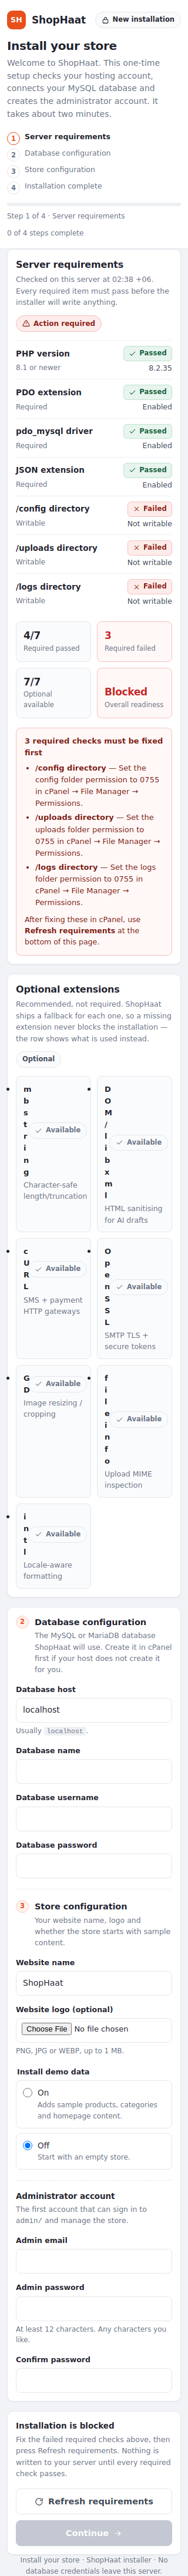 SH ShopHaat New installation
Install your store
Welcome to ShopHaat. This one-time
setup checks your hosting account,
connects your MySQL database and
creates the administrator account. It
takes about two minutes.
1 Server requirements
2 Database configuration
3 Store configuration
4 Installation complete
Step 1 of 4 · Server requirements
0 of 4 steps complete
Server requirements
Checked on this server at 02:38 +06.
Every required item must pass before the
installer will write anything.
Action required
PHP version Passed
8.1 or newer 8.2.35
PDO extension Passed
Required Enabled
pdo_mysql driver Passed
Required Enabled
JSON extension Passed
Required Enabled
/config directory Failed
Writable Not writable
/uploads directory Failed
Writable Not writable
/logs directory Failed
Writable Not writable
4/7
Required passed
3
Required failed
7/7
Optional
available
Blocked
Overall readiness
3 required checks must be fixed
first
• /config directory — Set the
config folder permission to 0755
in cPanel → File Manager →
Permissions.
• /uploads directory — Set the
uploads folder permission to
0755 in cPanel → File Manager →
Permissions.
• /logs directory — Set the logs
folder permission to 0755 in
cPanel → File Manager →
Permissions.
After fixing these in cPanel, use
Refresh requirements at the
bottom of this page.
Optional extensions
Recommended, not required. ShopHaat
ships a fallback for each one, so a missing
extension never blocks the installation —
the row shows what is used instead.
Optional
mbstring Available
Character-safe
length/truncation
DOM/libxml Available
HTML sanitising
for AI drafts
cURL Available
SMS + payment
HTTP gateways
OpenSSL Available
SMTP TLS +
secure tokens
GD Available
Image resizing /
cropping
fileinfo Available
Upload MIME
inspection
intl Available
Locale-aware
formatting
2 Database configuration
The MySQL or MariaDB database
ShopHaat will use. Create it in cPanel
first if your host does not create it
for you.
Database host
localhost
Usually localhost.
Database name
Database username
Database password
3 Store configuration
Your website name, logo and
whether the store starts with sample
content.
Website name
ShopHaat
Website logo (optional)
Choose File No file chosen
PNG, JPG or WEBP, up to 1 MB.
Install demo data
On
Adds sample products, categories
and homepage content.
Off
Start with an empty store.
Administrator account
The first account that can sign in to
admin/ and manage the store.
Admin email
Admin password
At least 12 characters. Any characters you
like.
Confirm password
Installation is blocked
Fix the failed required checks above, then
press Refresh requirements. Nothing is
written to your server until every required
check passes.
Refresh requirements
Continue →
Install your store · ShopHaat installer · No
database credentials leave this server.